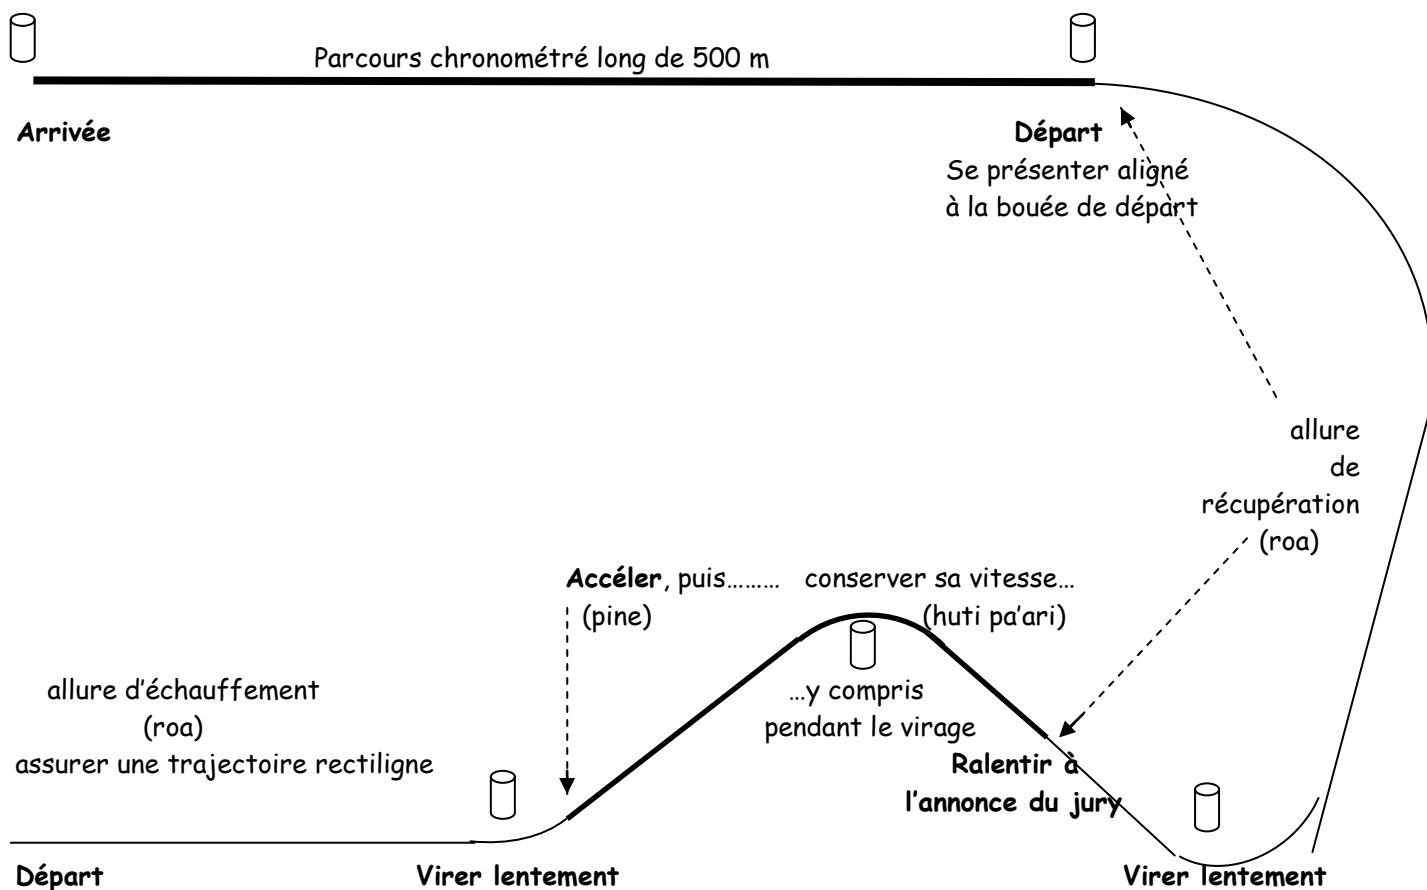 Parcours chronométré long de 500 m
Arrivée
Départ
Se présenter aligné
à la bouée de départ
allure
de
récupération
(roa)
Accéler, puis……… conserver sa vitesse…
(pine)
(huti pa’ari)
…y compris
pendant le virage
allure d’échauffement
(roa)
assurer une trajectoire rectiligne
Ralentir à
l’annonce du jury
Départ
Virer lentement
Virer lentement